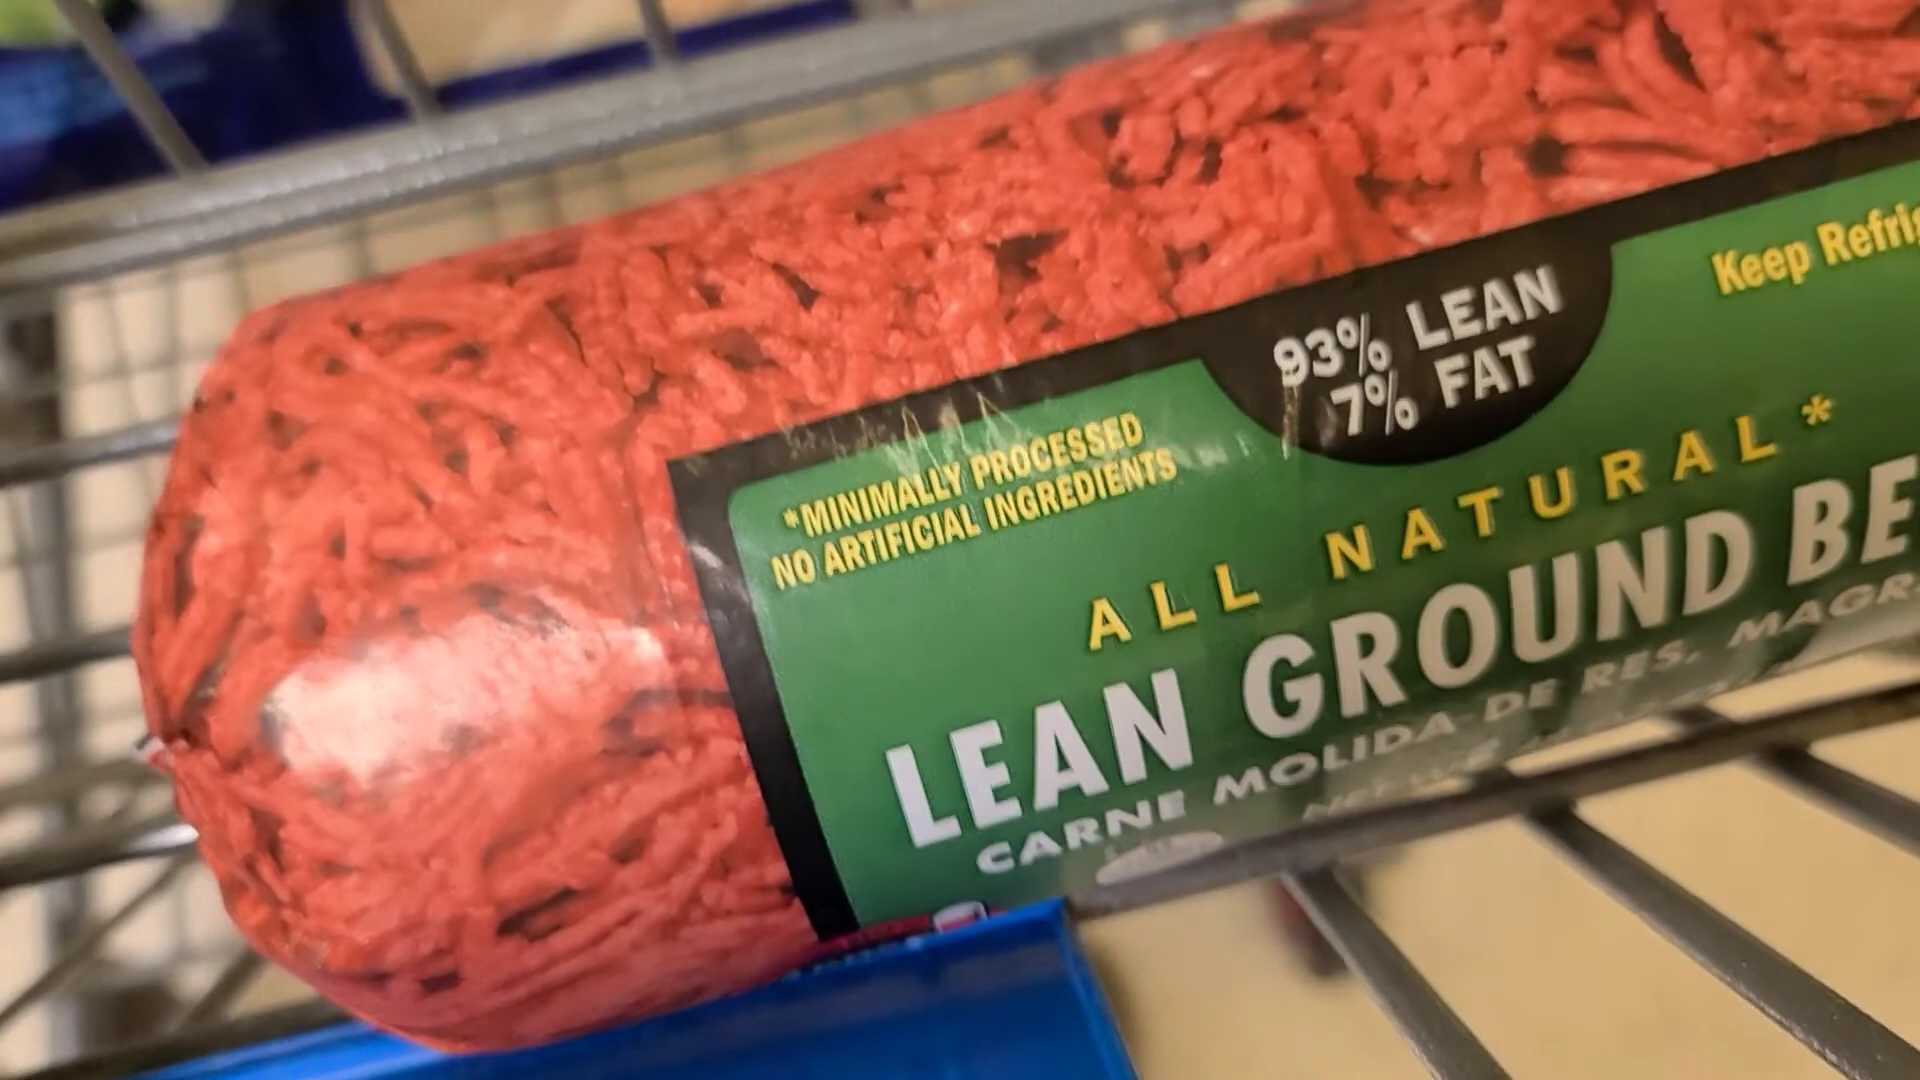 93% LEAN
7% FAT
Keep Refrig
*MINIMALLY PROCESSED
NO ARTIFICIAL INGREDIENTS
ALL NATURAL*
LEAN GROUND BE
CARNE MOLIDA DE RES, MAGR